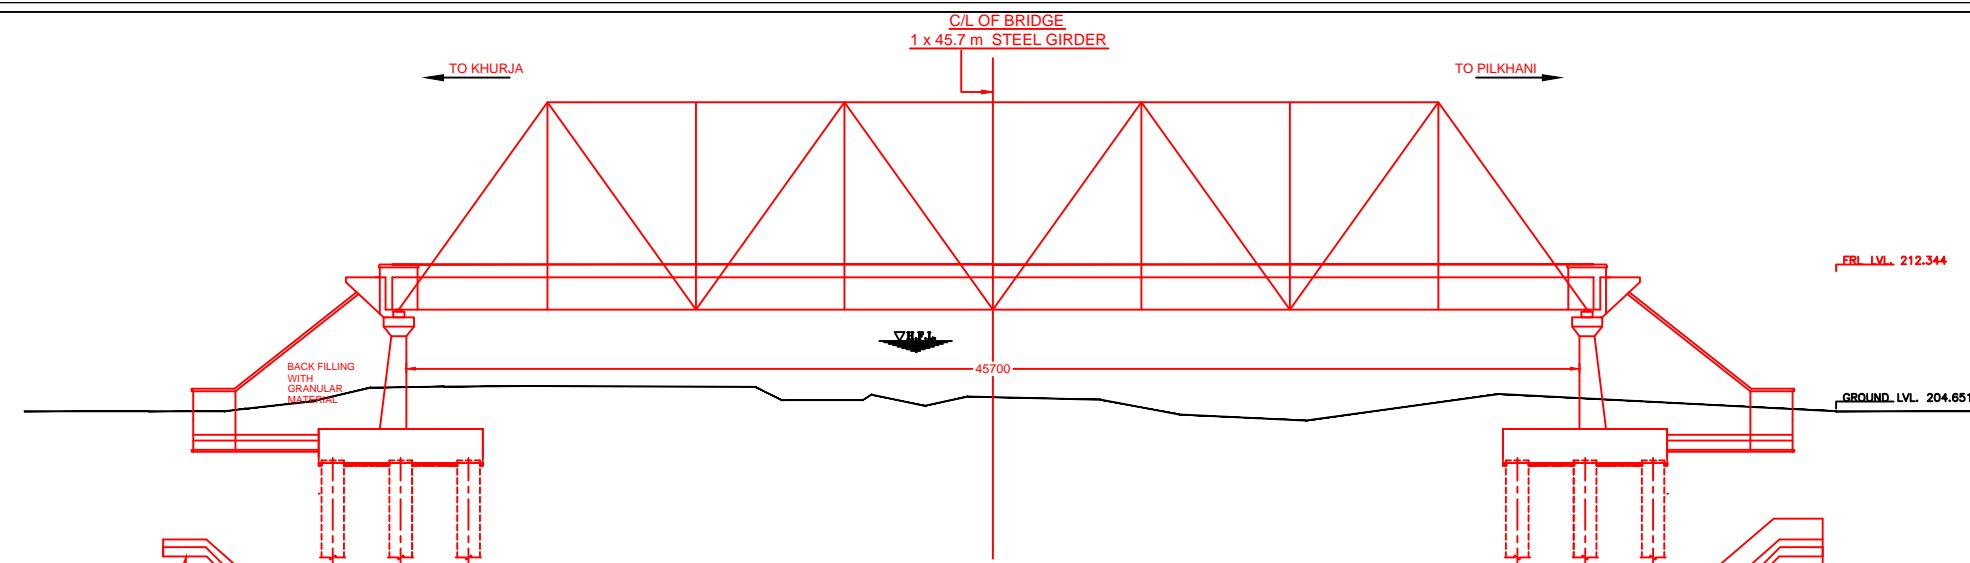 C/L OF BRIDGE
1 x 45.7 m STEEL GIRDER
TO KHURJA
TO PILKHANI
FRL LVL. 212.344
H.F.L.
BACK FILLING
WITH
GRANULAR
MATERIAL
45700
GROUND LVL. 204.651